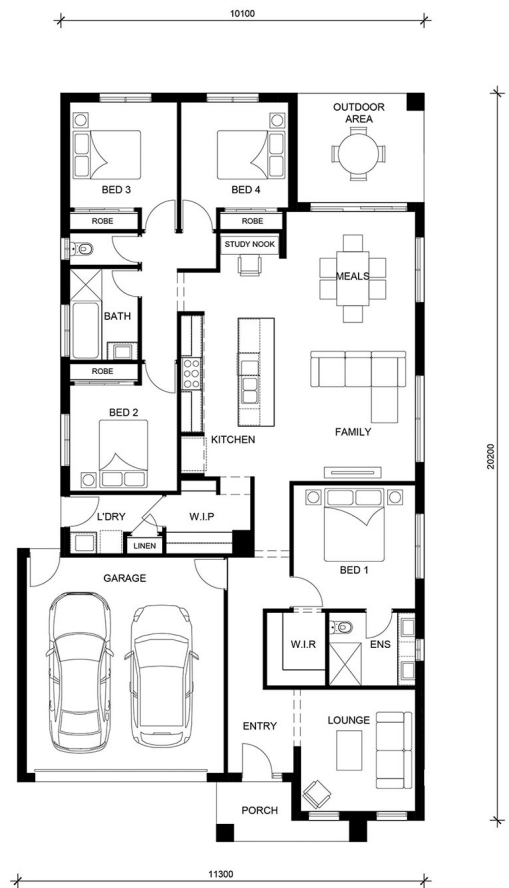 10100
OUTDOOR
AREA
BED 3
BED 4
ROBE
ROBE
STUDY NOOK
MEALS
BATH
ROBE
BED 2
KITCHEN
FAMILY
20200
L'DRY
W.I.P
LINEN
BED 1
GARAGE
W.I.R
ENS
ENTRY
LOUNGE
PORCH
11300